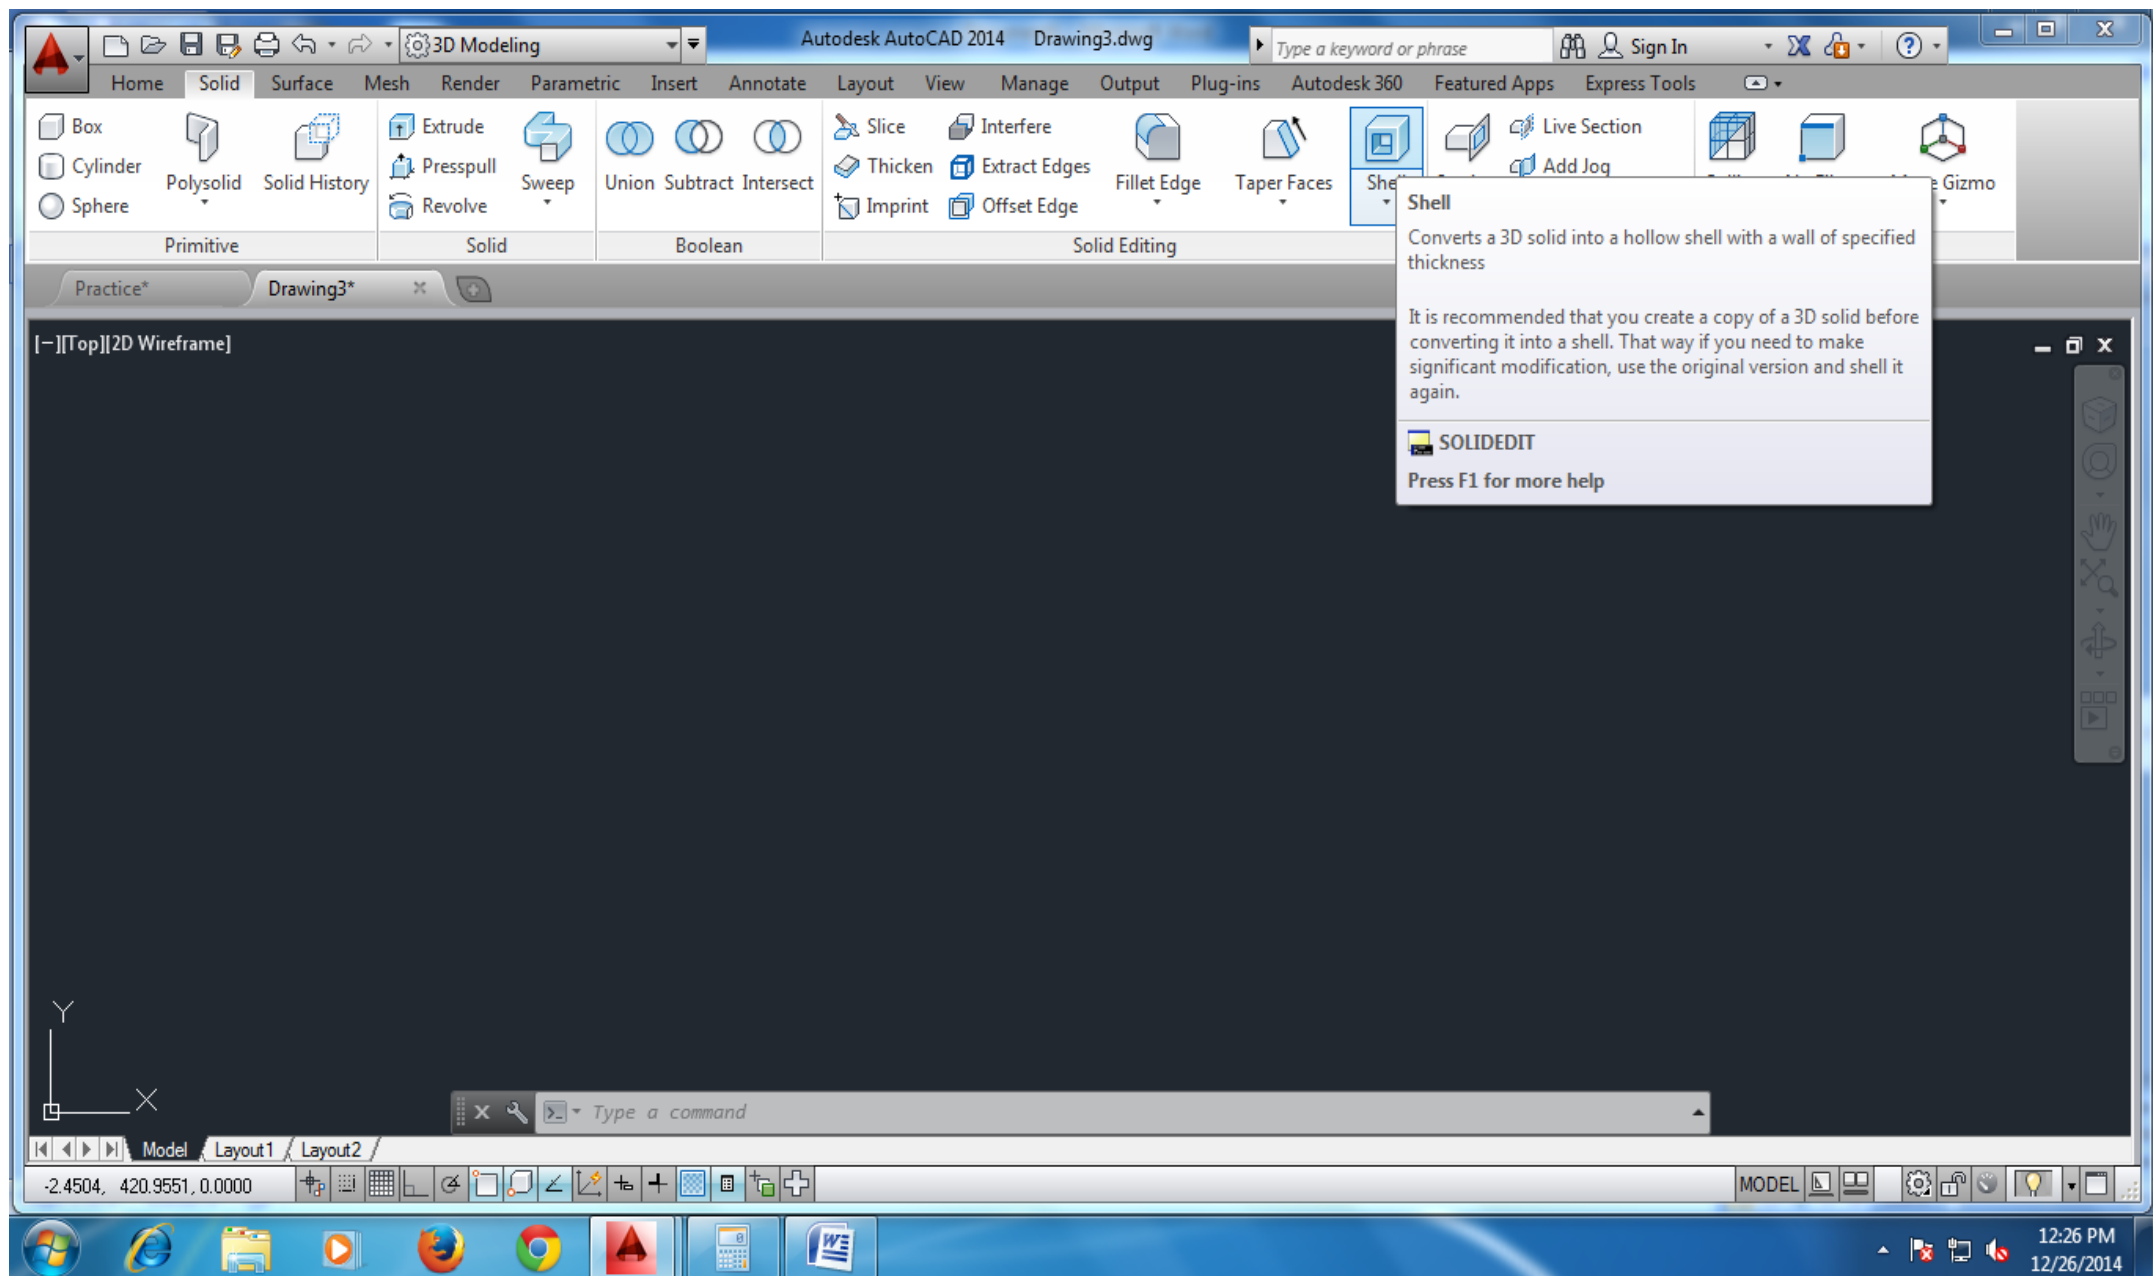 3D Modeling
Autodesk AutoCAD 2014 Drawing3.dwg
Type a keyword or phrase
Sign In
Home Solid Surface Mesh Render Parametric Insert Annotate Layout View Manage Output Plug-ins Autodesk 360 Featured Apps Express Tools
Box
Cylinder
Sphere
Polysolid
Solid History
Extrude
Presspull
Revolve
Sweep
Union Subtract Intersect
Slice
Thicken
Imprint
Interfere
Extract Edges
Offset Edge
Fillet Edge
Taper Faces
Live Section
Add Jog
Gizmo
Primitive
Solid
Boolean
Solid Editing
Shell
Converts a 3D solid into a hollow shell with a wall of specified
thickness
It is recommended that you create a copy of a 3D solid before
converting it into a shell. That way if you need to make
significant modification, use the original version and shell it
again.
SOLIDEDIT
Press F1 for more help
Practice*
Drawing3*
[−][Top][2D Wireframe]
Y
X
Type a command
Model Layout1 Layout2
-2.4504, 420.9551, 0.0000
MODEL
12:26 PM
12/26/2014